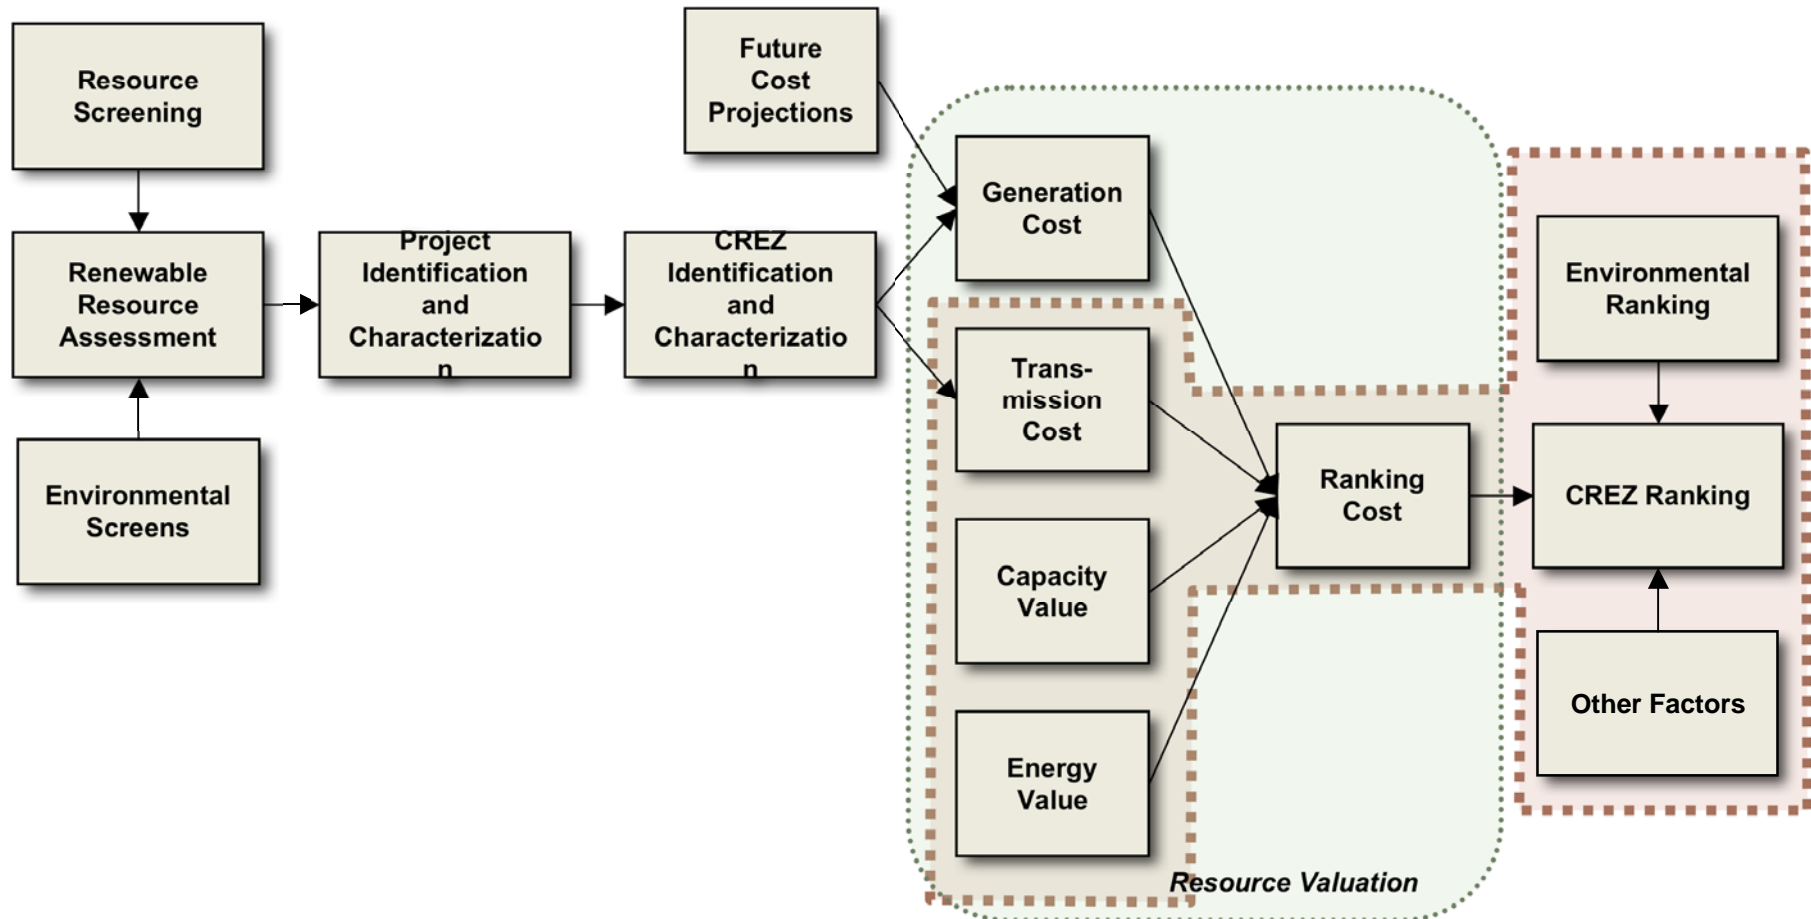 Resource
Screening
Renewable
Resource
Assessment
Environmental
Screens
Project
Identification
and
Characterizatio
n
CREZ
Identification
and
Characterizatio
n
Future
Cost
Projections
Generation
Cost
Trans-
mission
Cost
Capacity
Value
Energy
Value
Ranking
Cost
Resource Valuation
Environmental
Ranking
CREZ Ranking
Other Factors